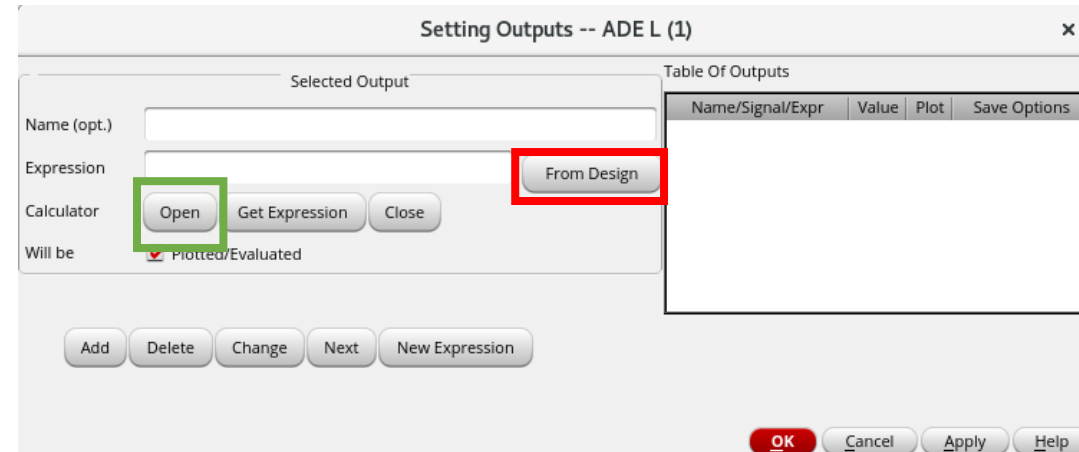 Setting Outputs -- ADE L (1)
×
Selected Output
Name (opt.)
Expression
From Design
Calculator
Open
Get Expression
Close
Will be
Plotted/Evaluated
Add
Delete
Change
Next
New Expression
Table Of Outputs
Name/Signal/Expr
Value
Plot
Save Options
OK
Cancel
Apply
Help